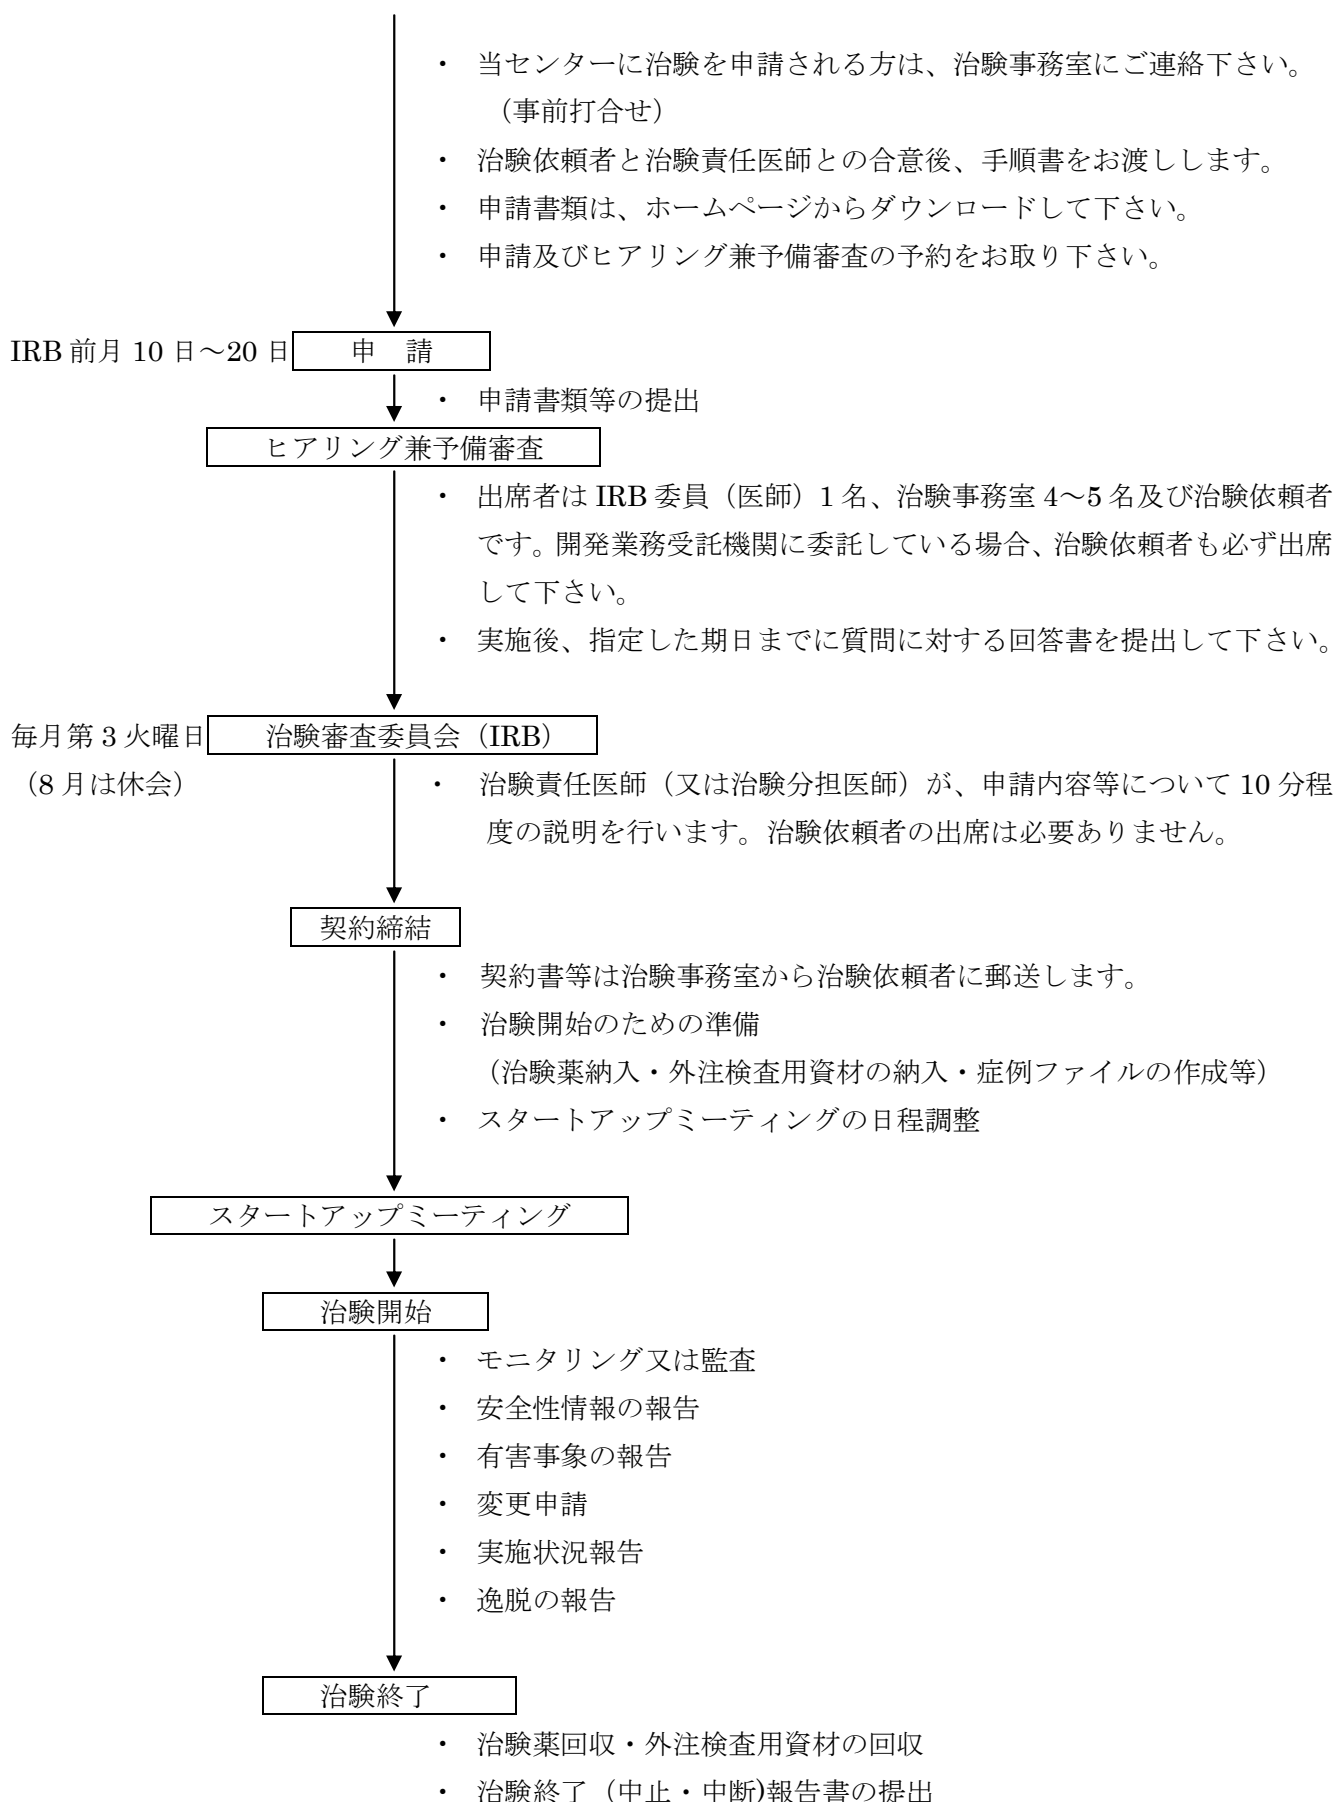 ・ 当センターに治験を申請される方は、治験事務室にご連絡下さい。
（事前打合せ）
・ 治験依頼者と治験責任医師との合意後、手順書をお渡しします。
・ 申請書類は、ホームページからダウンロードして下さい。
・ 申請及びヒアリング兼予備審査の予約をお取り下さい。
IRB 前月 10 日～20 日 申　請
・ 申請書類等の提出
ヒアリング兼予備審査
・ 出席者は IRB 委員（医師）1 名、治験事務室 4～5 名及び治験依頼者
です。開発業務受託機関に委託している場合、治験依頼者も必ず出席
して下さい。
・ 実施後、指定した期日までに質問に対する回答書を提出して下さい。
毎月第 3 火曜日 治験審査委員会（IRB）
（8 月は休会） ・ 治験責任医師（又は治験分担医師）が、申請内容等について 10 分程
度の説明を行います。治験依頼者の出席は必要ありません。
契約締結
・ 契約書等は治験事務室から治験依頼者に郵送します。
・ 治験開始のための準備
（治験薬納入・外注検査用資材の納入・症例ファイルの作成等）
・ スタートアップミーティングの日程調整
スタートアップミーティング
治験開始
・ モニタリング又は監査
・ 安全性情報の報告
・ 有害事象の報告
・ 変更申請
・ 実施状況報告
・ 逸脱の報告
治験終了
・ 治験薬回収・外注検査用資材の回収
・ 治験終了（中止・中断)報告書の提出